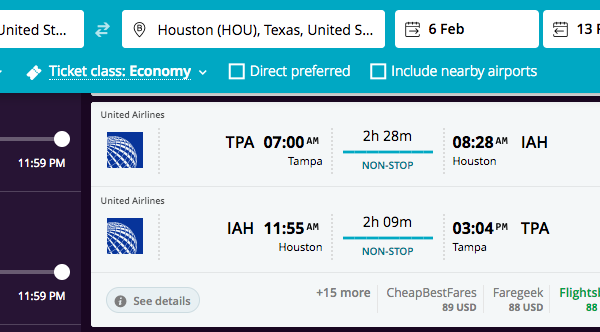 United St...
Houston (HOU), Texas, United S...
6 Feb
13 F
Ticket class: Economy
Direct preferred
Include nearby airports
United Airlines
TPA 07:00 AM 2h 28m 08:28 AM IAH
Tampa NON-STOP Houston
11:59 PM
United Airlines
IAH 11:55 AM 2h 09m 03:04 PM TPA
Houston NON-STOP Tampa
11:59 PM
See details
+15 more CheapBestFares Faregeek Flights
89 USD 88 USD 88